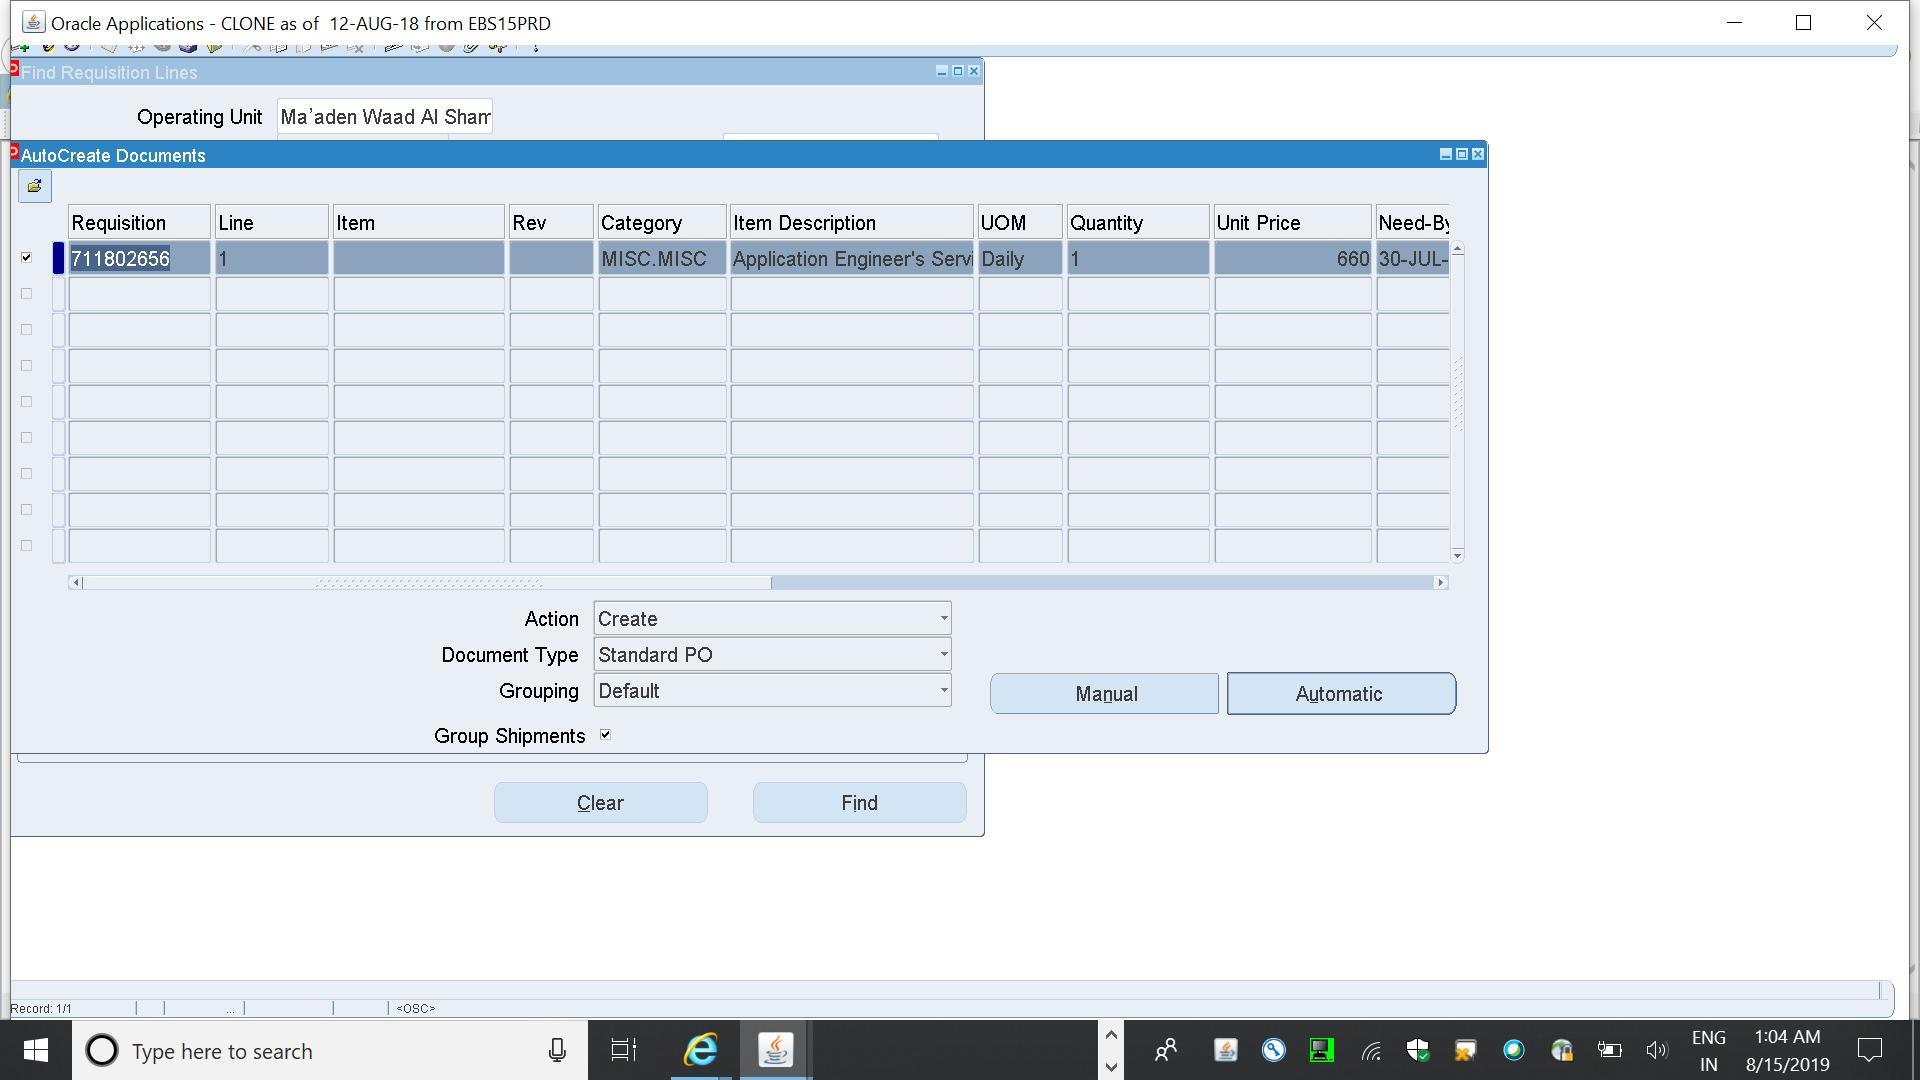 Oracle Applications - CLONE as of 12-AUG-18 from EBS15PRD
Find Requisition Lines
Operating Unit Ma'aden Waad Al Sham
AutoCreate Documents
Requisition Line Item Rev Category Item Description UOM Quantity Unit Price Need-By
711802656 1 MISC.MISC Application Engineer's Servi Daily 1 660 30-JUL-
Action Create
Document Type Standard PO
Grouping Default
Manual Automatic
Group Shipments
Clear Find
Record: 1/1 ... <OSC>
Type here to search
ENG 1:04 AM
IN 8/15/2019